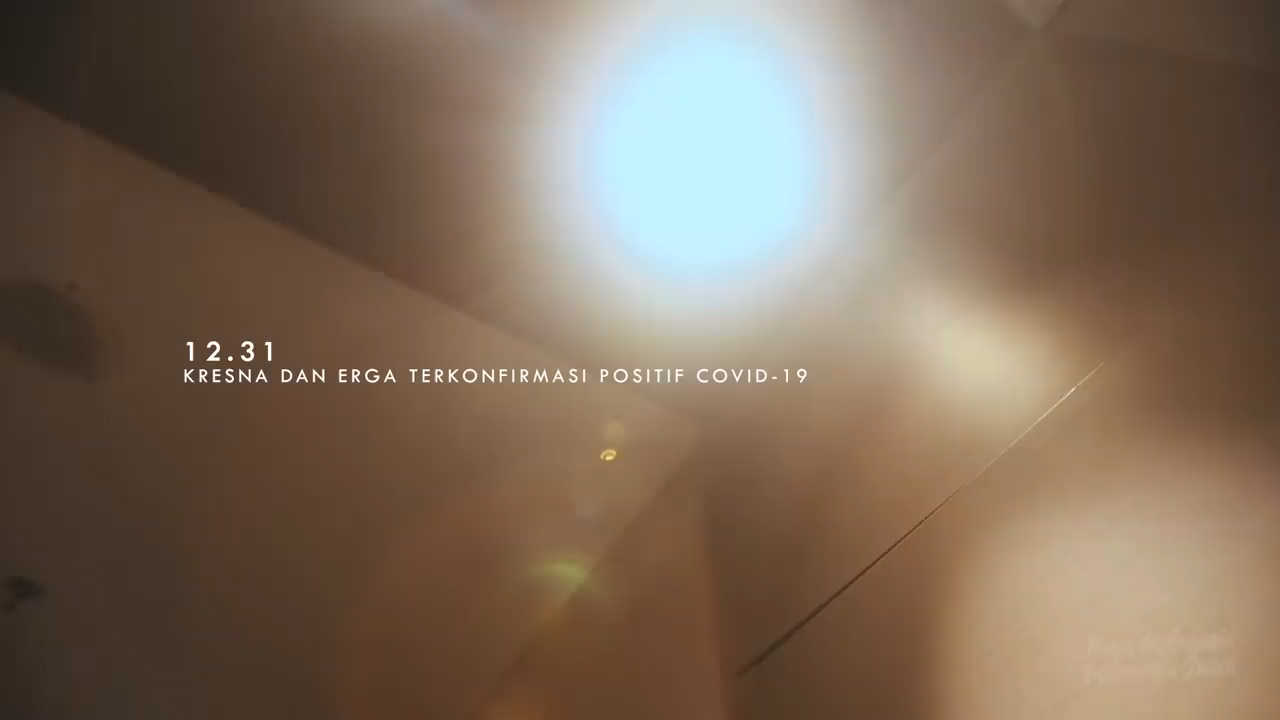 12.31
KRESNA DAN ERGA TERKONFIRMASI POSITIF COVID-19